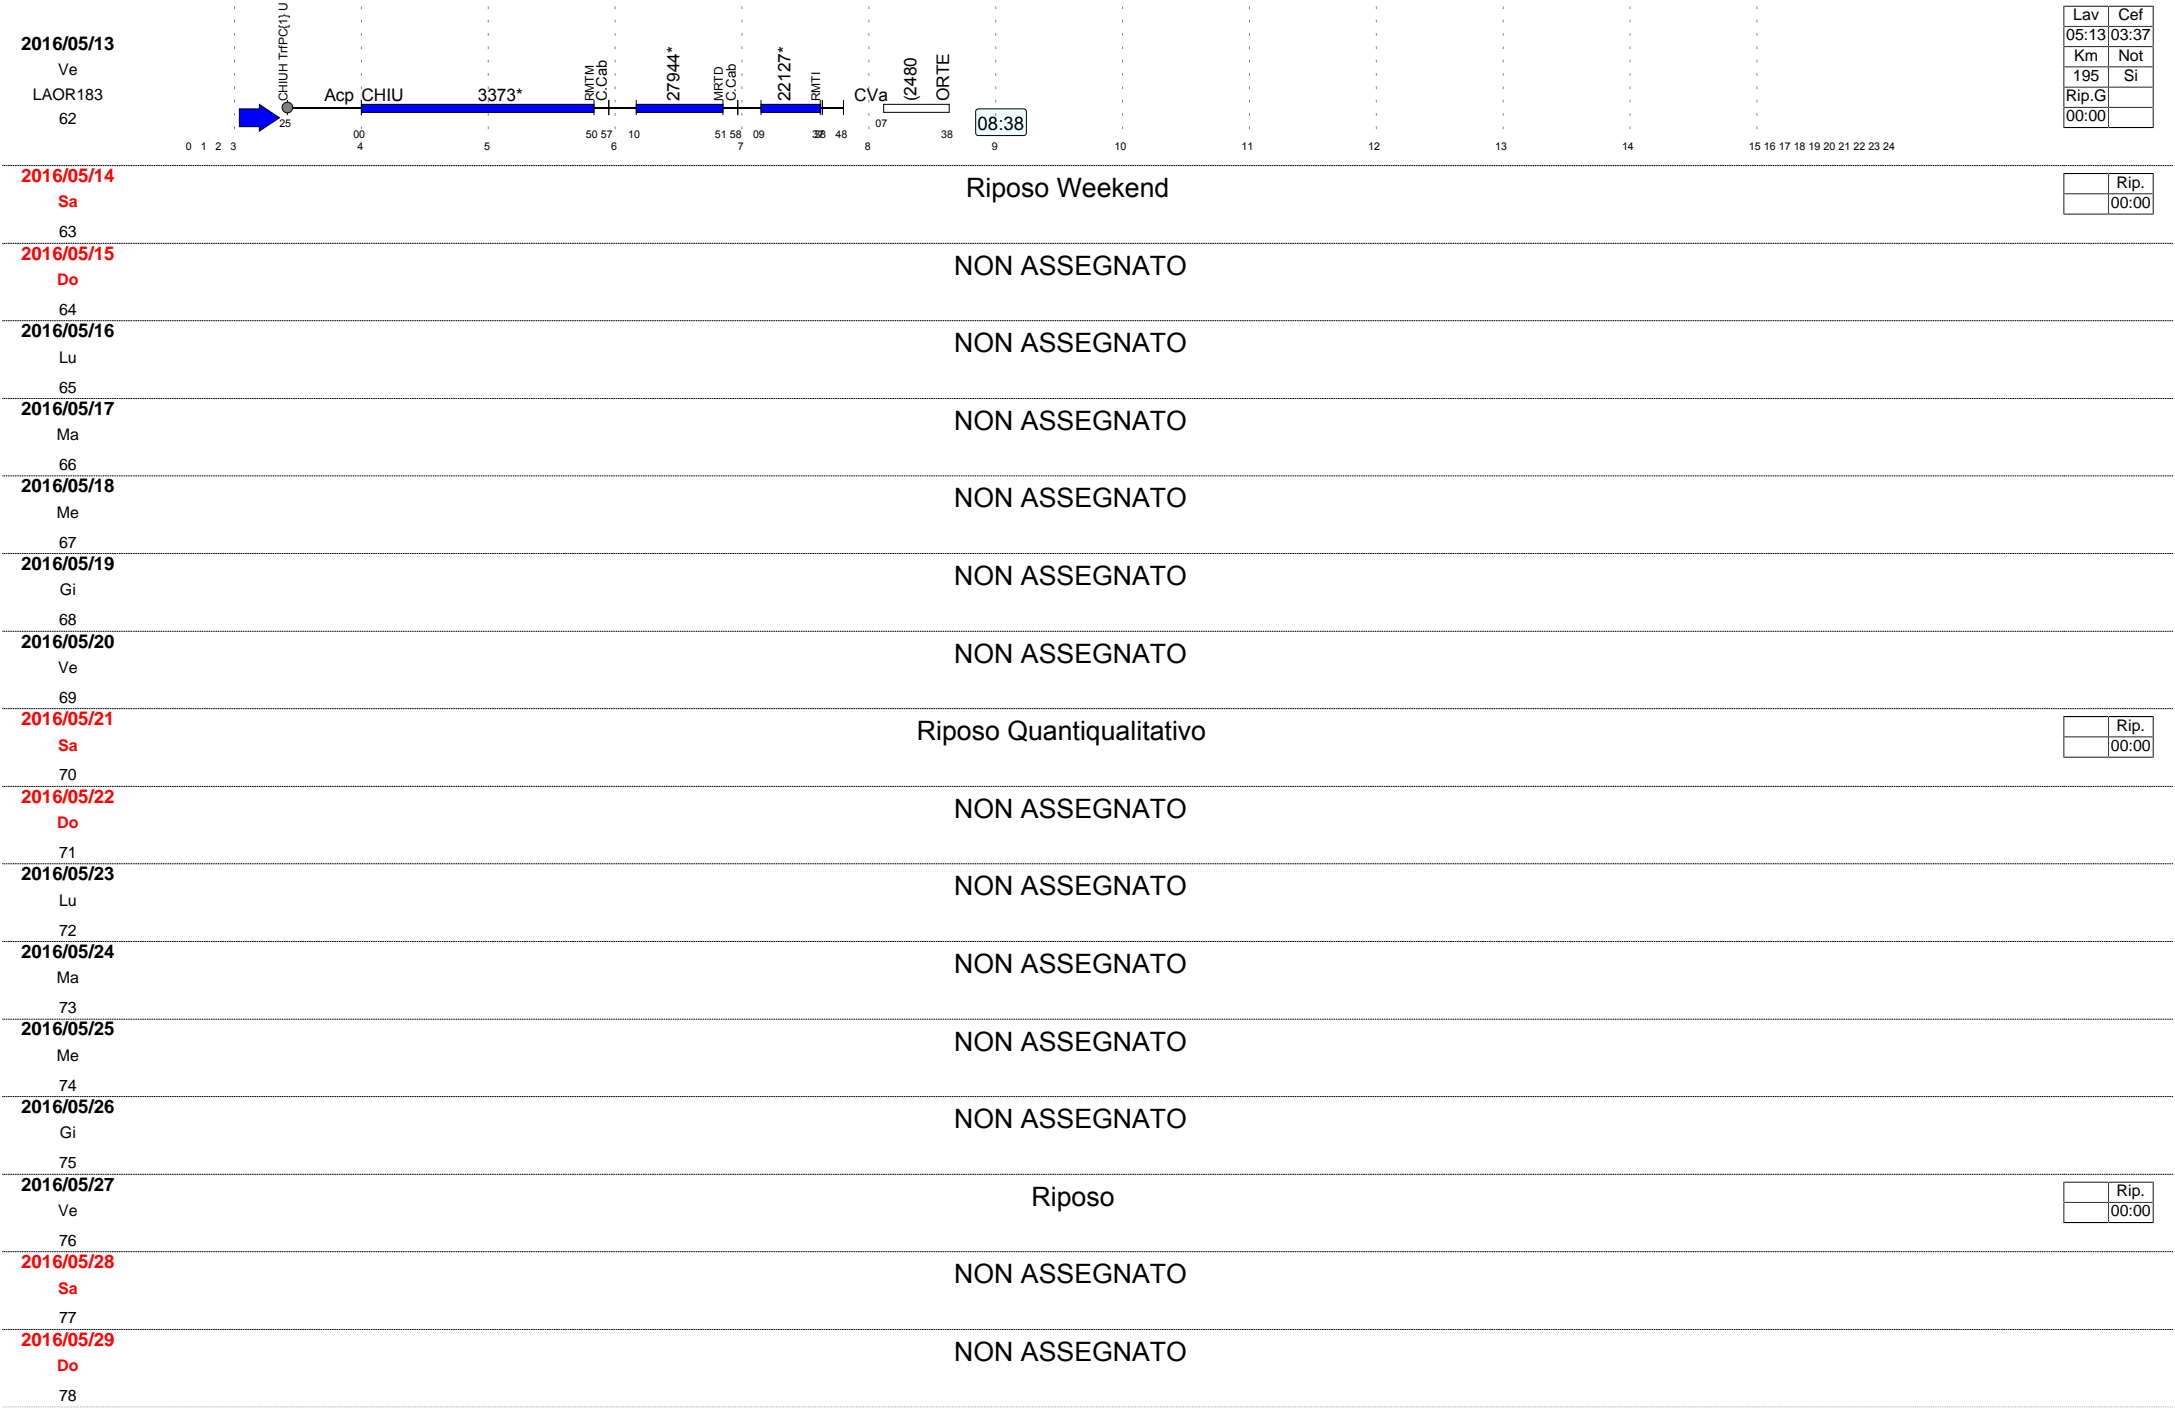 2016/05/13
Ve
LAOR183
62
CHIUH TrfPC{1} U
Acp CHIU 3373* RMTM C.Cab 27944* MRTD C.Cab 22127* RMTI CVa (2480 ORTE
25 00 50 57 10 51 58 09 38 48 07 38
08:38
0 1 2 3 4 5 6 7 8 9 10 11 12 13 14 15 16 17 18 19 20 21 22 23 24
Lav Cef
05:13 03:37
Km Not
195 Si
Rip.G
00:00
2016/05/14
Sa
63
Riposo Weekend
Rip.
00:00
2016/05/15
Do
64
NON ASSEGNATO
2016/05/16
Lu
65
NON ASSEGNATO
2016/05/17
Ma
66
NON ASSEGNATO
2016/05/18
Me
67
NON ASSEGNATO
2016/05/19
Gi
68
NON ASSEGNATO
2016/05/20
Ve
69
NON ASSEGNATO
2016/05/21
Sa
70
Riposo Quantiqualitativo
Rip.
00:00
2016/05/22
Do
71
NON ASSEGNATO
2016/05/23
Lu
72
NON ASSEGNATO
2016/05/24
Ma
73
NON ASSEGNATO
2016/05/25
Me
74
NON ASSEGNATO
2016/05/26
Gi
75
NON ASSEGNATO
2016/05/27
Ve
76
Riposo
Rip.
00:00
2016/05/28
Sa
77
NON ASSEGNATO
2016/05/29
Do
78
NON ASSEGNATO